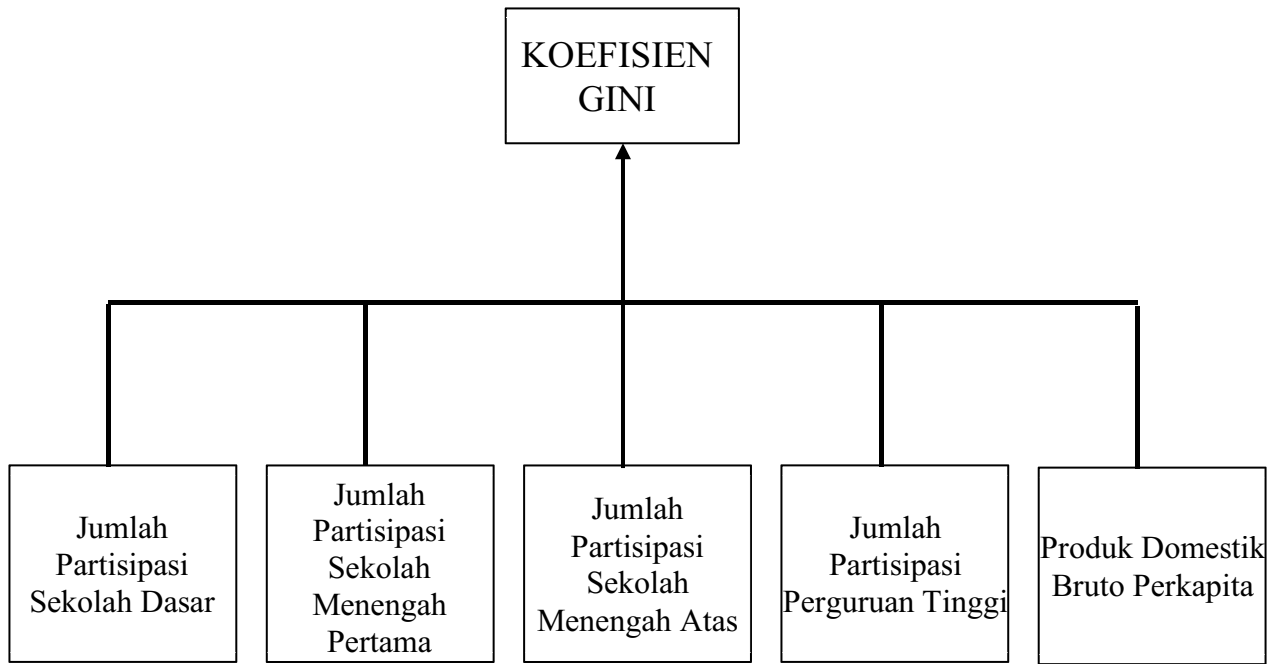 KOEFISIEN
GINI
Jumlah
Partisipasi
Sekolah Dasar
Jumlah
Partisipasi
Sekolah
Menengah
Pertama
Jumlah
Partisipasi
Sekolah
Menengah Atas
Jumlah
Partisipasi
Perguruan Tinggi
Produk Domestik
Bruto Perkapita